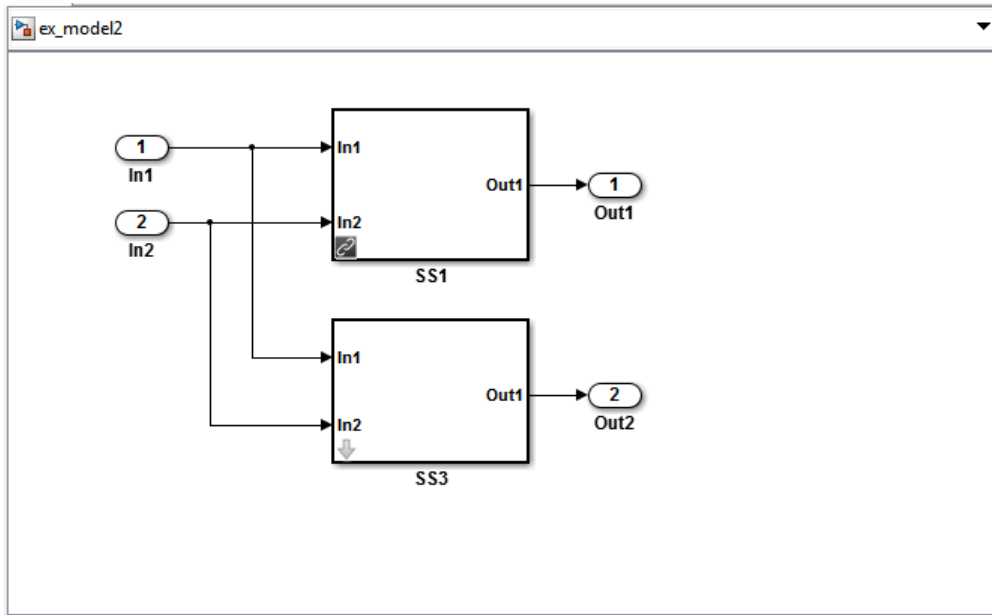 ex_model2
1
In1
2
In2
In1
In2
Out1
SS1
1
Out1
In1
In2
Out1
SS3
2
Out2